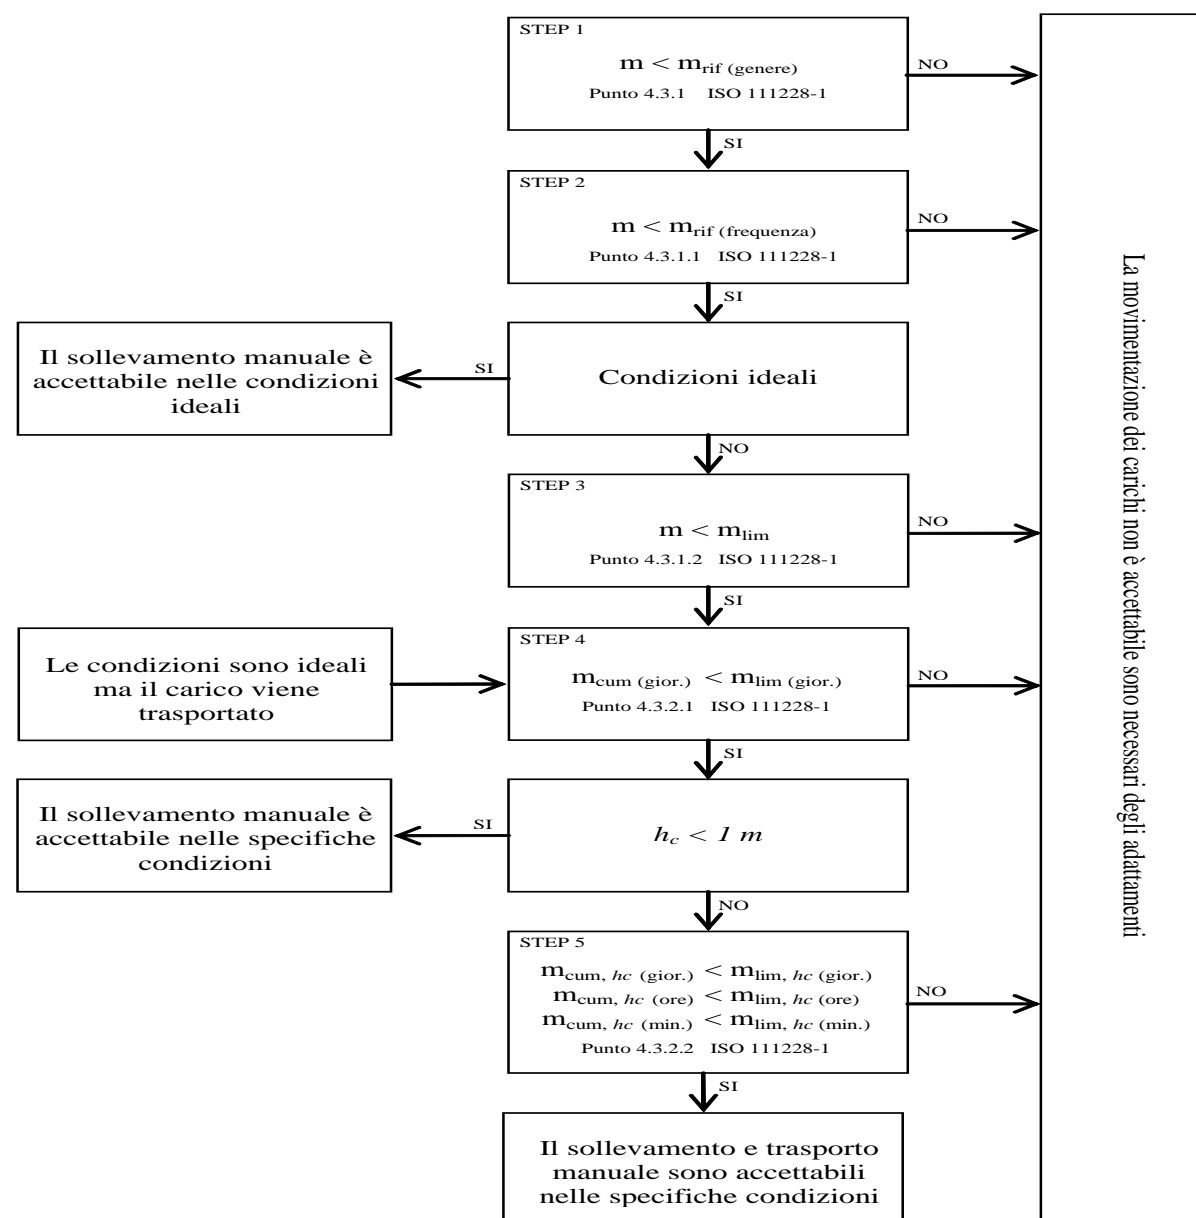 STEP 1
m < mrif (genere)
NO
Punto 4.3.1 ISO 111228-1
SI
STEP 2
m < mrif (frequenza)
NO
Punto 4.3.1.1 ISO 111228-1
SI
Il sollevamento manuale è
accettabile nelle condizioni
ideali
SI
Condizioni ideali
NO
STEP 3
m < mlim
NO
Punto 4.3.1.2 ISO 111228-1
SI
Le condizioni sono ideali
ma il carico viene
trasportato
STEP 4
mcum (gior.) < mlim (gior.)
NO
Punto 4.3.2.1 ISO 111228-1
SI
Il sollevamento manuale è
accettabile nelle specifiche
condizioni
SI
hc < 1 m
NO
STEP 5
mcum, hc (gior.) < mlim, hc (gior.)
mcum, hc (ore) < mlim, hc (ore)
mcum, hc (min.) < mlim, hc (min.)
NO
Punto 4.3.2.2 ISO 111228-1
SI
Il sollevamento e trasporto
manuale sono accettabili
nelle specifiche condizioni
La movimentazione dei carichi non è accettabile sono necessari degli adattamenti